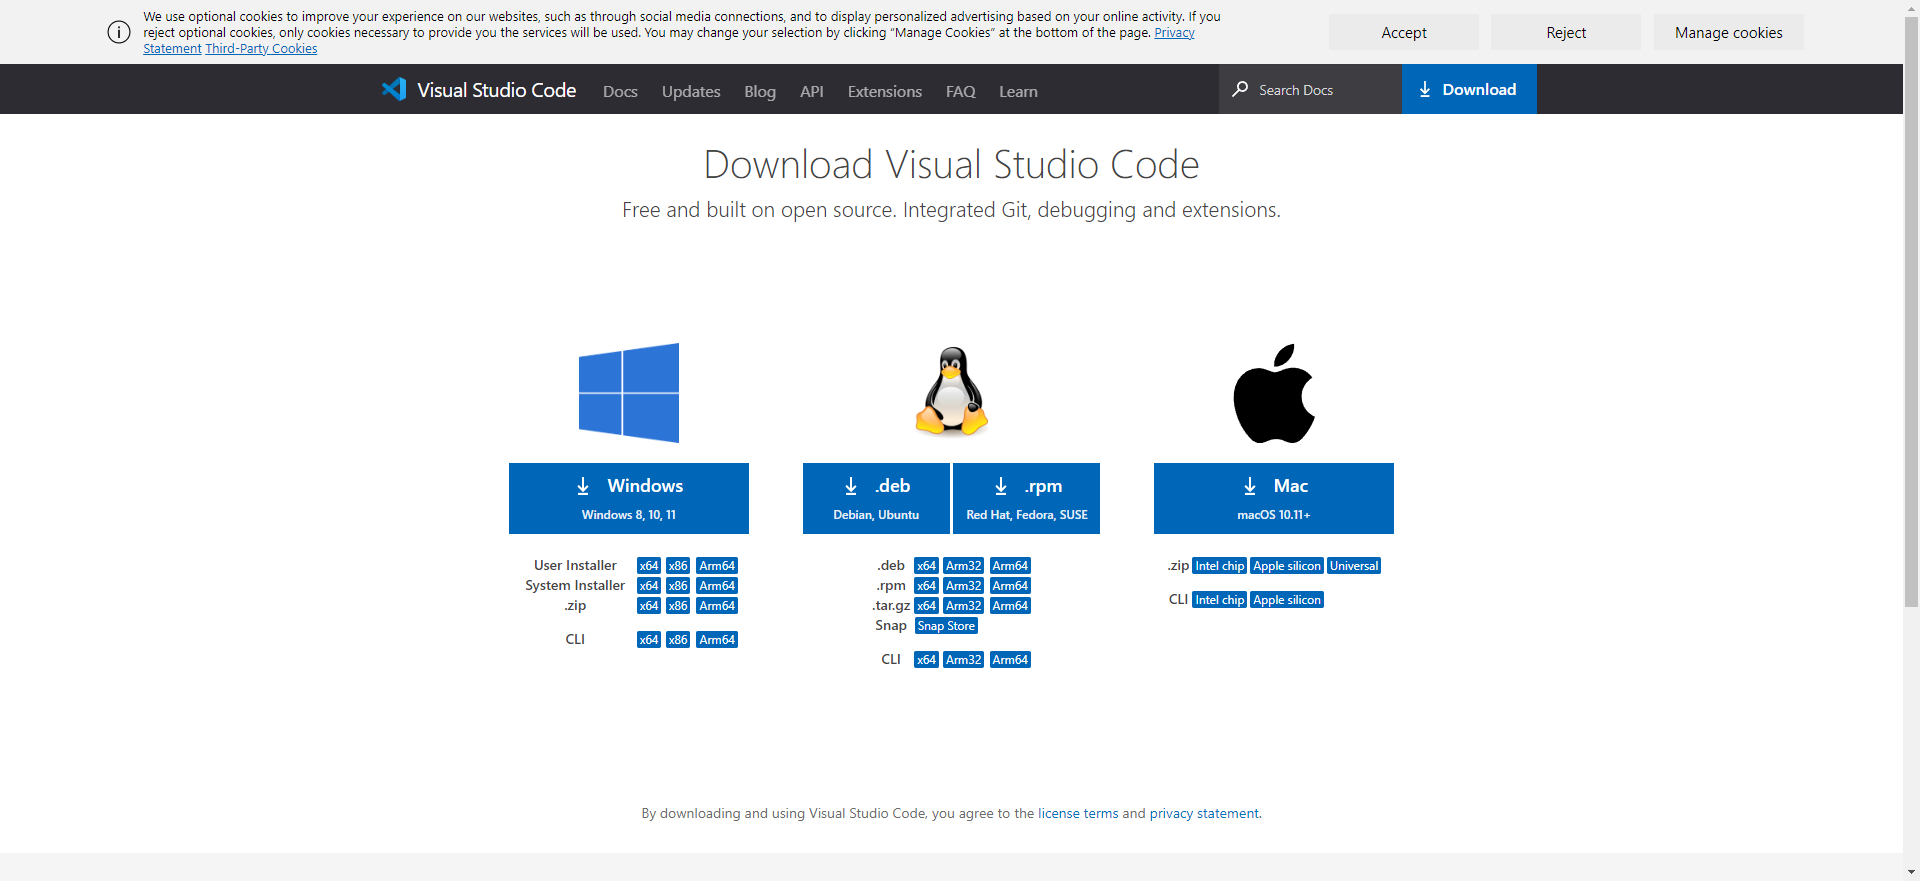 We use optional cookies to improve your experience on our websites, such as through social media connections, and to display personalized advertising based on your online activity. If you
reject optional cookies, only cookies necessary to provide you the services will be used. You may change your selection by clicking “Manage Cookies” at the bottom of the page. Privacy
Statement Third-Party Cookies
Accept
Reject
Manage cookies
Visual Studio Code
Docs
Updates
Blog
API
Extensions
FAQ
Learn
Search Docs
Download
Download Visual Studio Code
Free and built on open source. Integrated Git, debugging and extensions.
Windows
Windows 8, 10, 11
User Installer x64 x86 Arm64
System Installer x64 x86 Arm64
.zip x64 x86 Arm64
CLI x64 x86 Arm64
.deb
Debian, Ubuntu
.rpm
Red Hat, Fedora, SUSE
.deb x64 Arm32 Arm64
.rpm x64 Arm32 Arm64
.tar.gz x64 Arm32 Arm64
Snap Snap Store
CLI x64 Arm32 Arm64
Mac
macOS 10.11+
.zip Intel chip Apple silicon Universal
CLI Intel chip Apple silicon
By downloading and using Visual Studio Code, you agree to the license terms and privacy statement.